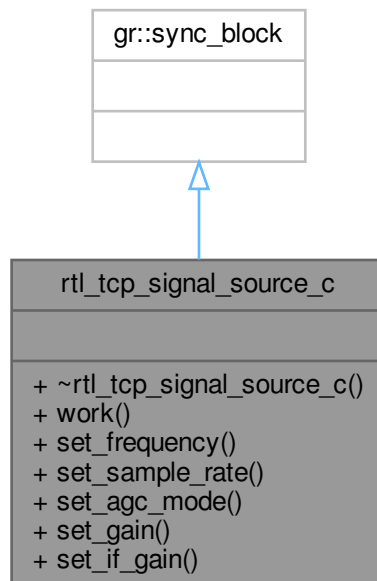 gr::sync_block
rtl_tcp_signal_source_c
+ ~rtl_tcp_signal_source_c()
+ work()
+ set_frequency()
+ set_sample_rate()
+ set_agc_mode()
+ set_gain()
+ set_if_gain()